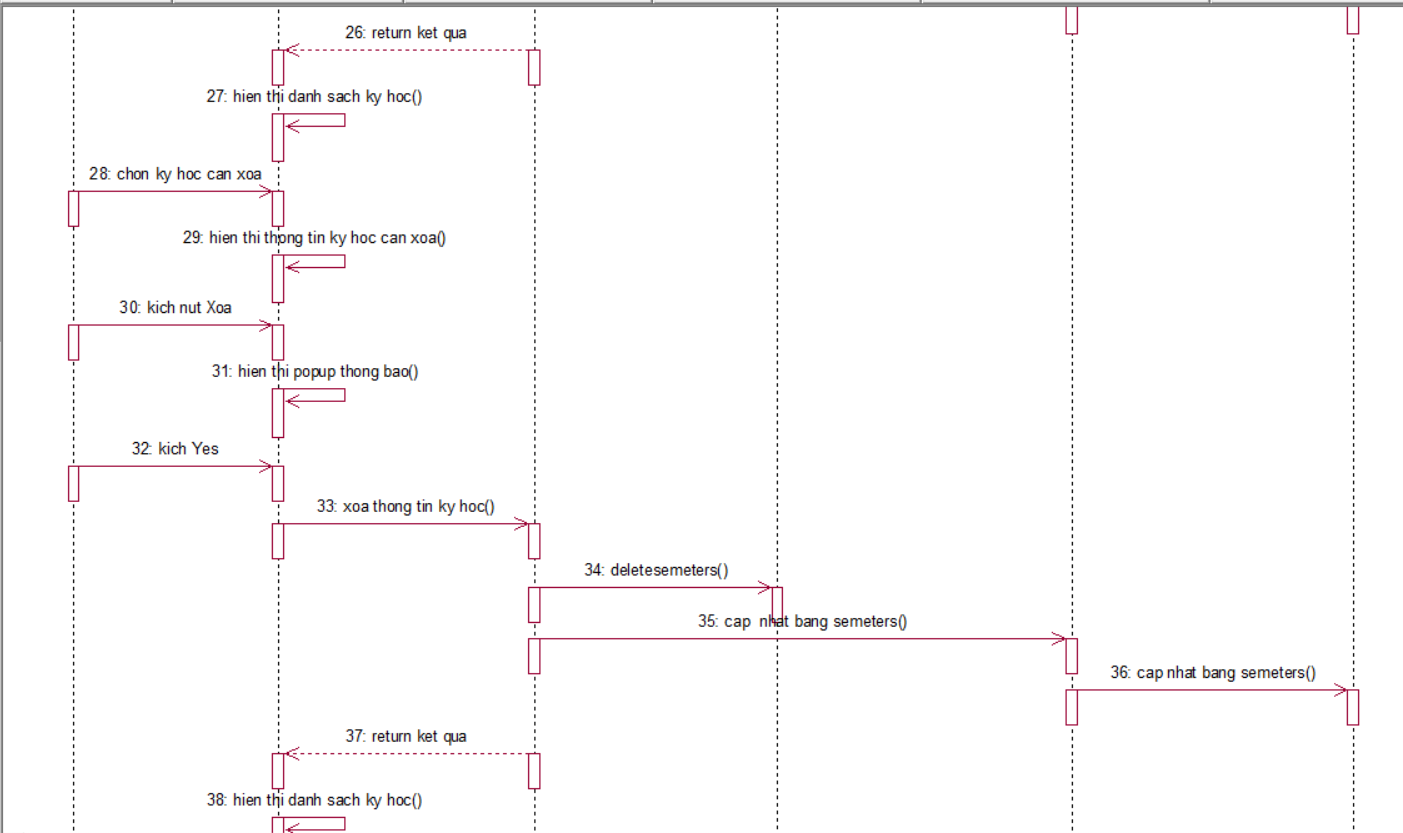 26: return ket qua
27: hien thi danh sach ky hoc()
28: chon ky hoc can xoa
29: hien thi thong tin ky hoc can xoa()
30: kich nut Xoa
31: hien thi popup thong bao()
32: kich Yes
33: xoa thong tin ky hoc()
34: deletesemeters()
35: cap nhat bang semeters()
36: cap nhat bang semeters()
37: return ket qua
38: hien thi danh sach ky hoc()